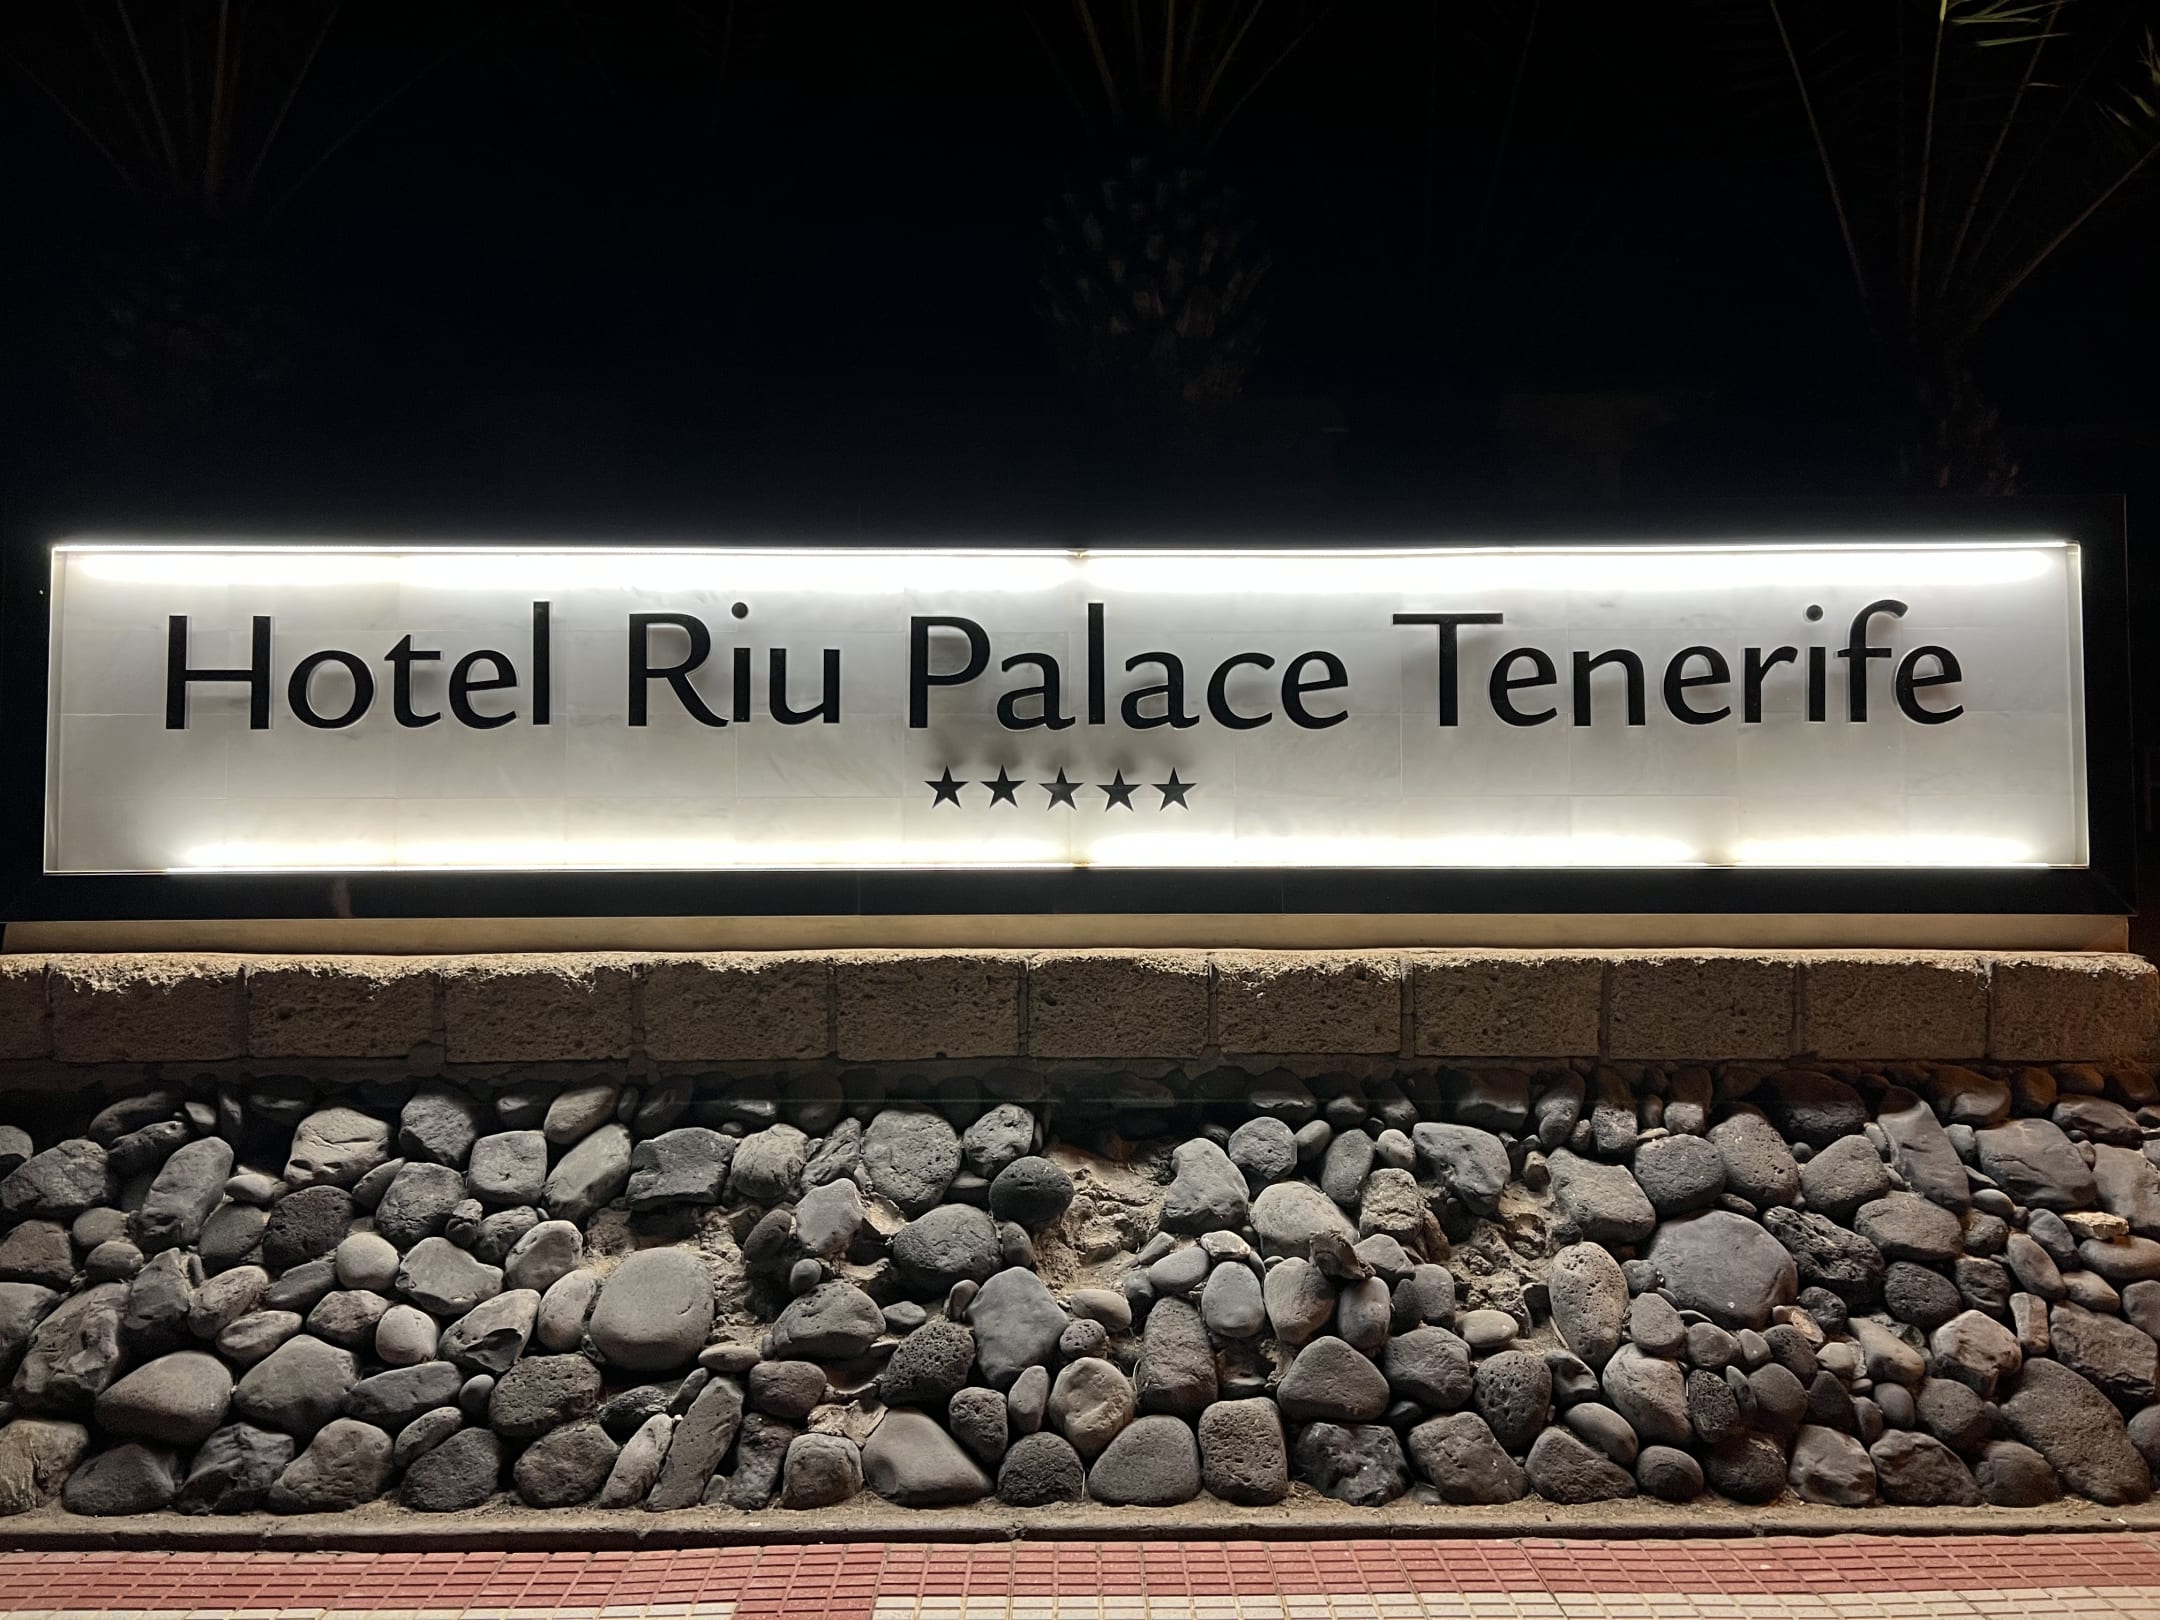 Hotel Riu Palace Tenerife
★★★★★